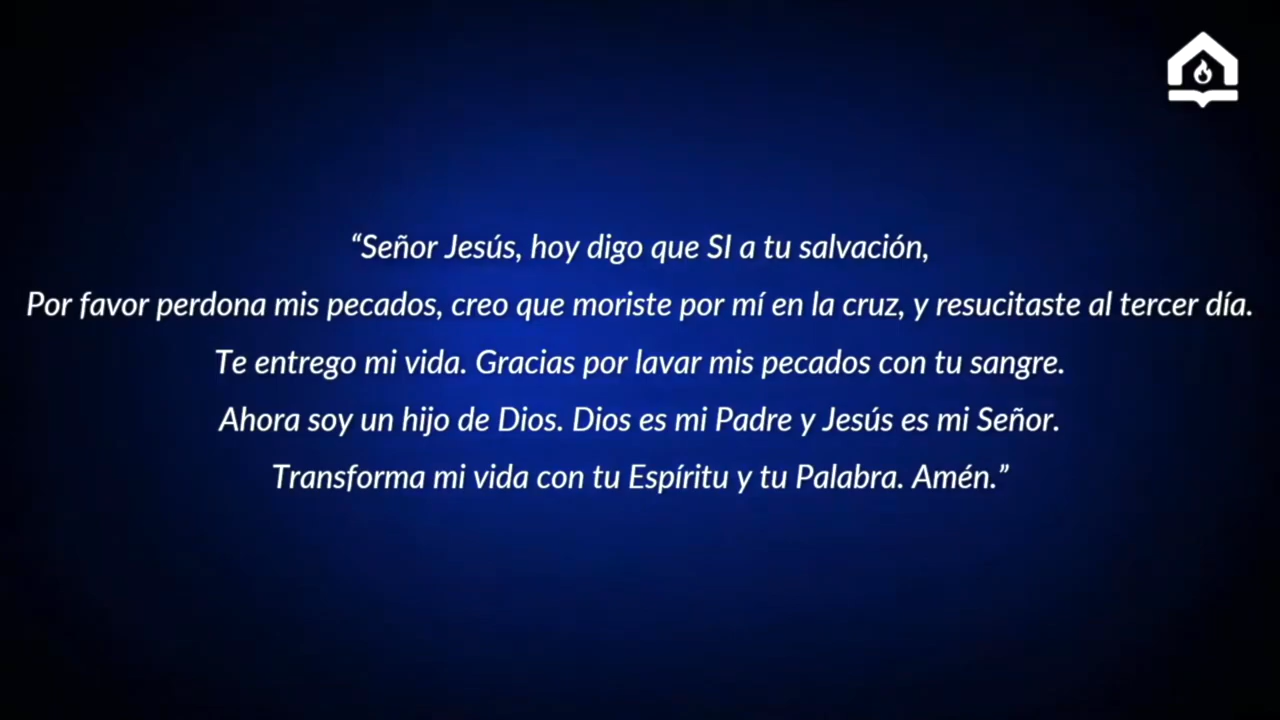 “Señor Jesús, hoy digo que SI a tu salvación,
Por favor perdona mis pecados, creo que moriste por mí en la cruz, y resucitaste al tercer día.
Te entrego mi vida. Gracias por lavar mis pecados con tu sangre.
Ahora soy un hijo de Dios. Dios es mi Padre y Jesús es mi Señor.
Transforma mi vida con tu Espíritu y tu Palabra. Amén.”